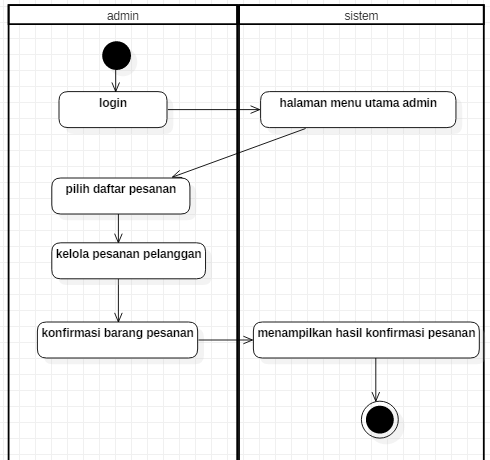 admin
sistem
login
halaman menu utama admin
pilih daftar pesanan
kelola pesanan pelanggan
konfirmasi barang pesanan
menampilkan hasil konfirmasi pesanan